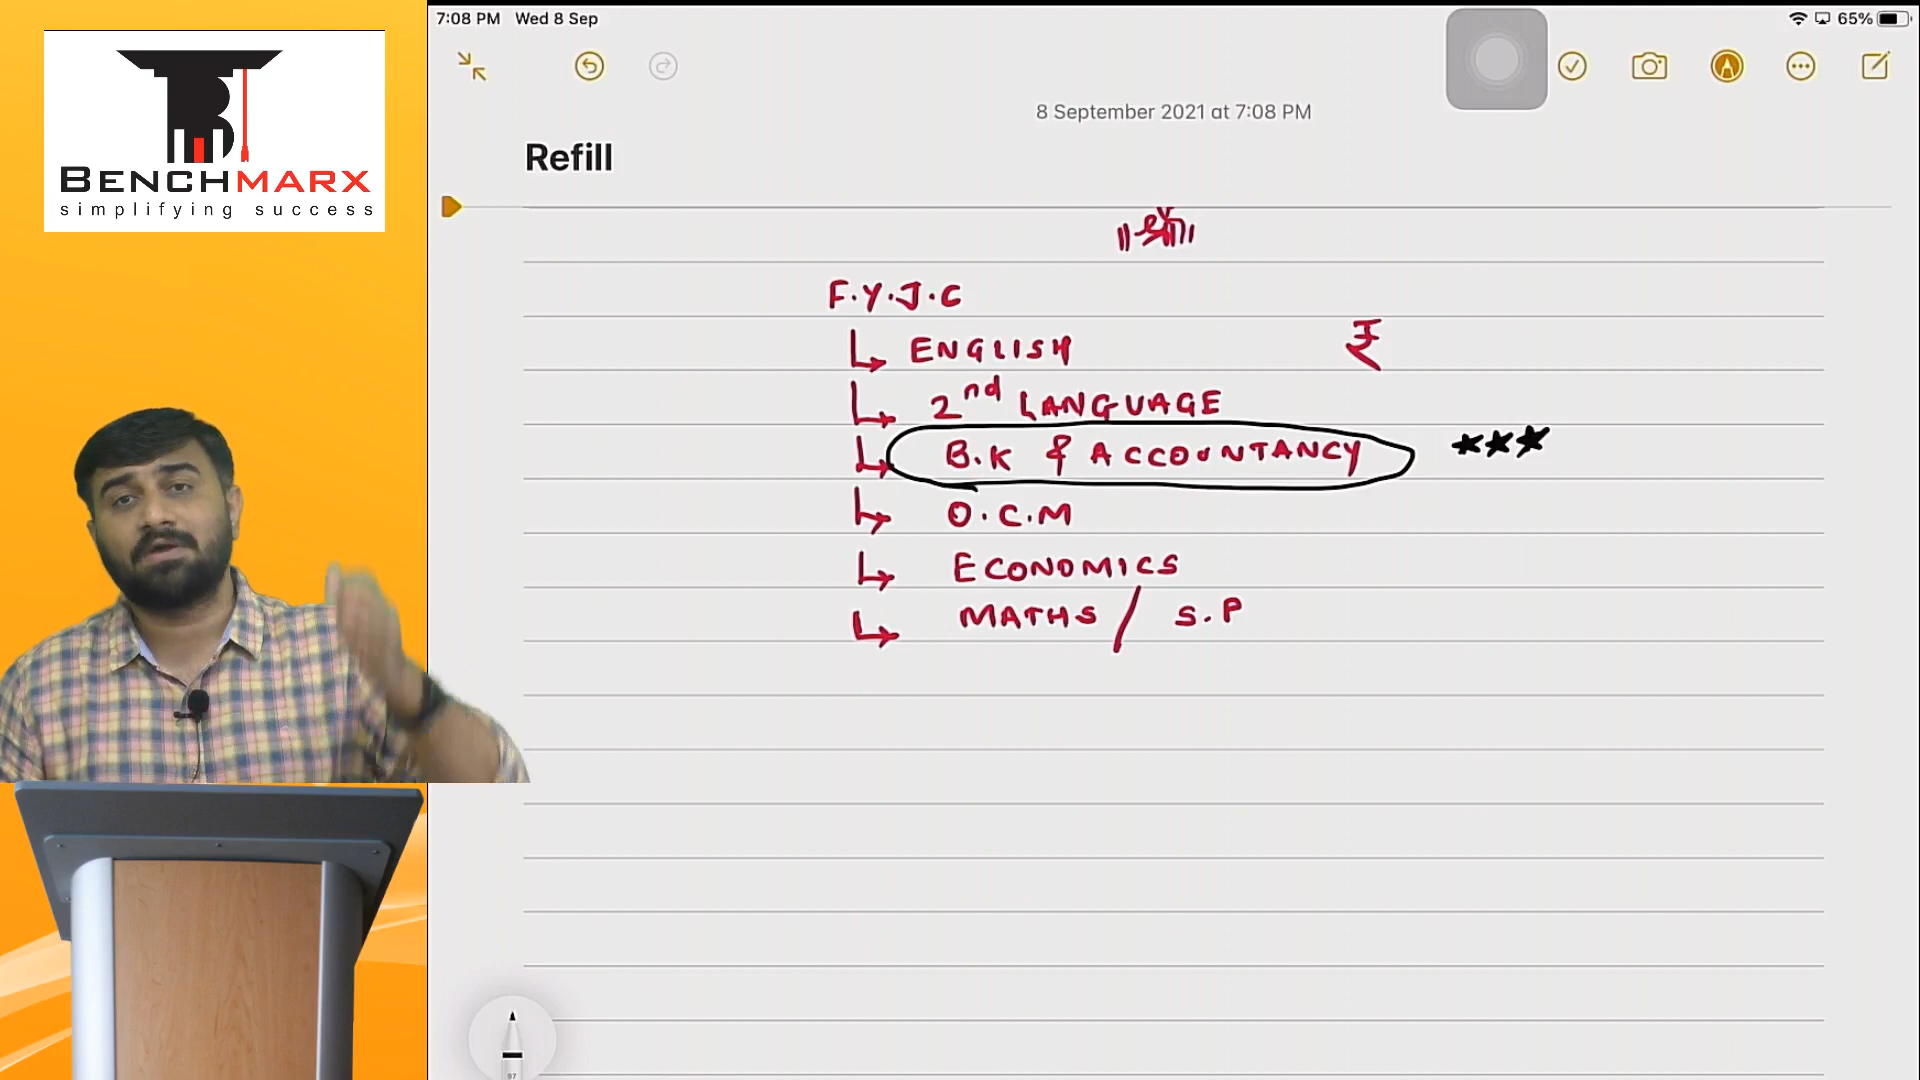 7:08 PM Wed 8 Sep
65%
BENCHMARX
simplifying success
8 September 2021 at 7:08 PM
Refill
॥ श्री ॥
F.Y.J.C
ENGLISH
₹
2nd LANGUAGE
B.K & ACCOUNTANCY
O.C.M
ECONOMICS
MATHS / S.P
97